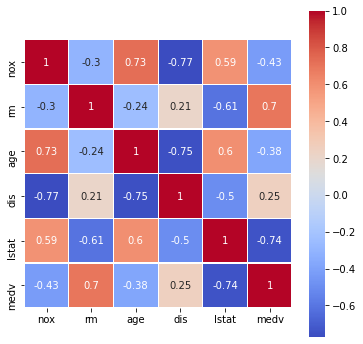 nox 1 -0.3 0.73 -0.77 0.59 -0.43
rm -0.3 1 -0.24 0.21 -0.61 0.7
age 0.73 -0.24 1 -0.75 0.6 -0.38
dis -0.77 0.21 -0.75 1 -0.5 0.25
lstat 0.59 -0.61 0.6 -0.5 1 -0.74
medv -0.43 0.7 -0.38 0.25 -0.74 1
nox rm age dis lstat medv
1.0
0.8
0.6
0.4
0.2
0.0
-0.2
-0.4
-0.6